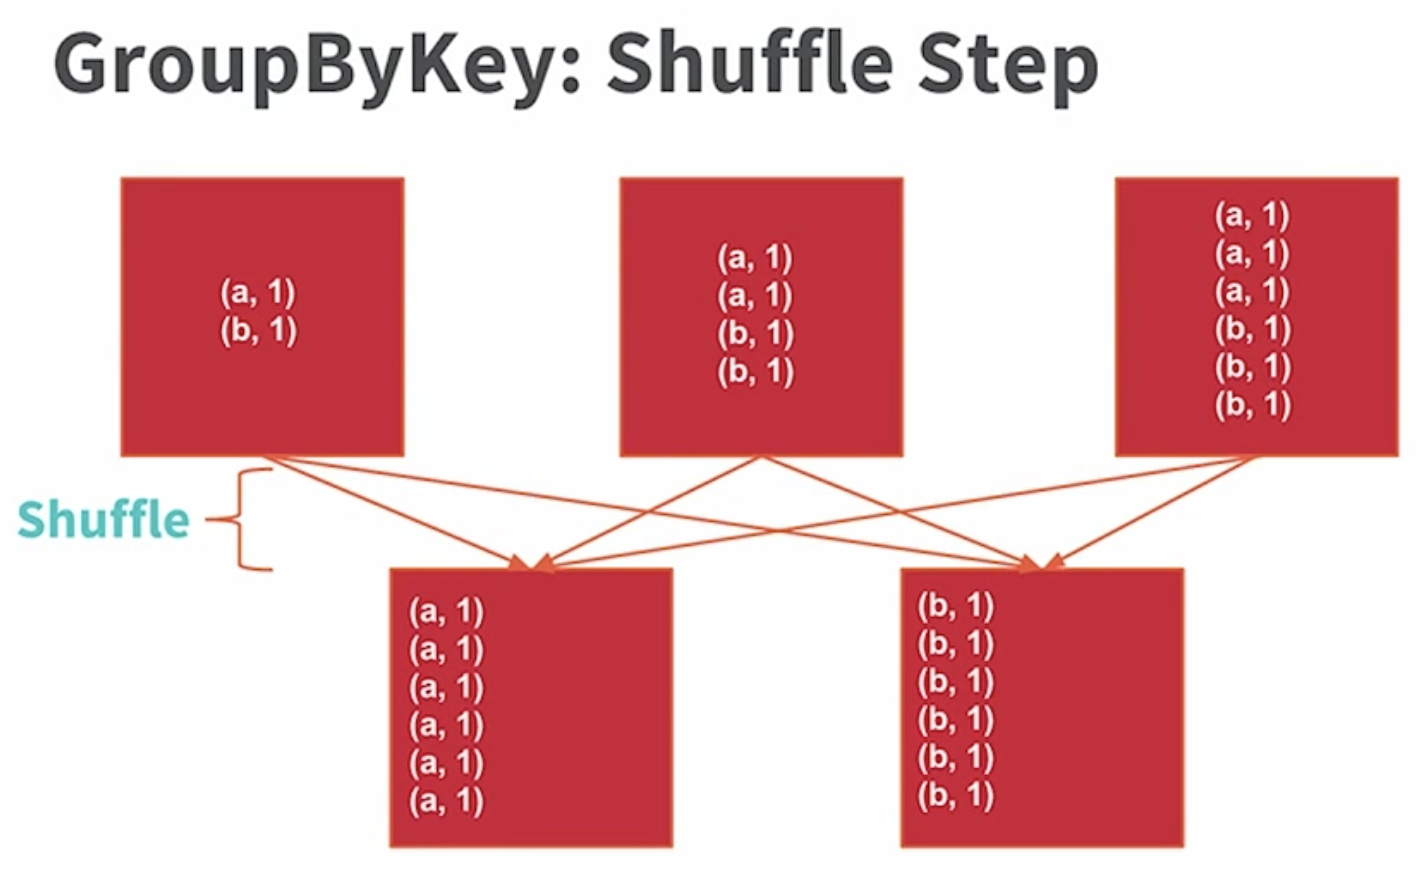 GroupByKey: Shuffle Step
(a, 1)
(b, 1)
(a, 1)
(a, 1)
(b, 1)
(b, 1)
(a, 1)
(a, 1)
(a, 1)
(b, 1)
(b, 1)
(b, 1)
Shuffle
(a, 1)
(a, 1)
(a, 1)
(a, 1)
(a, 1)
(a, 1)
(b, 1)
(b, 1)
(b, 1)
(b, 1)
(b, 1)
(b, 1)